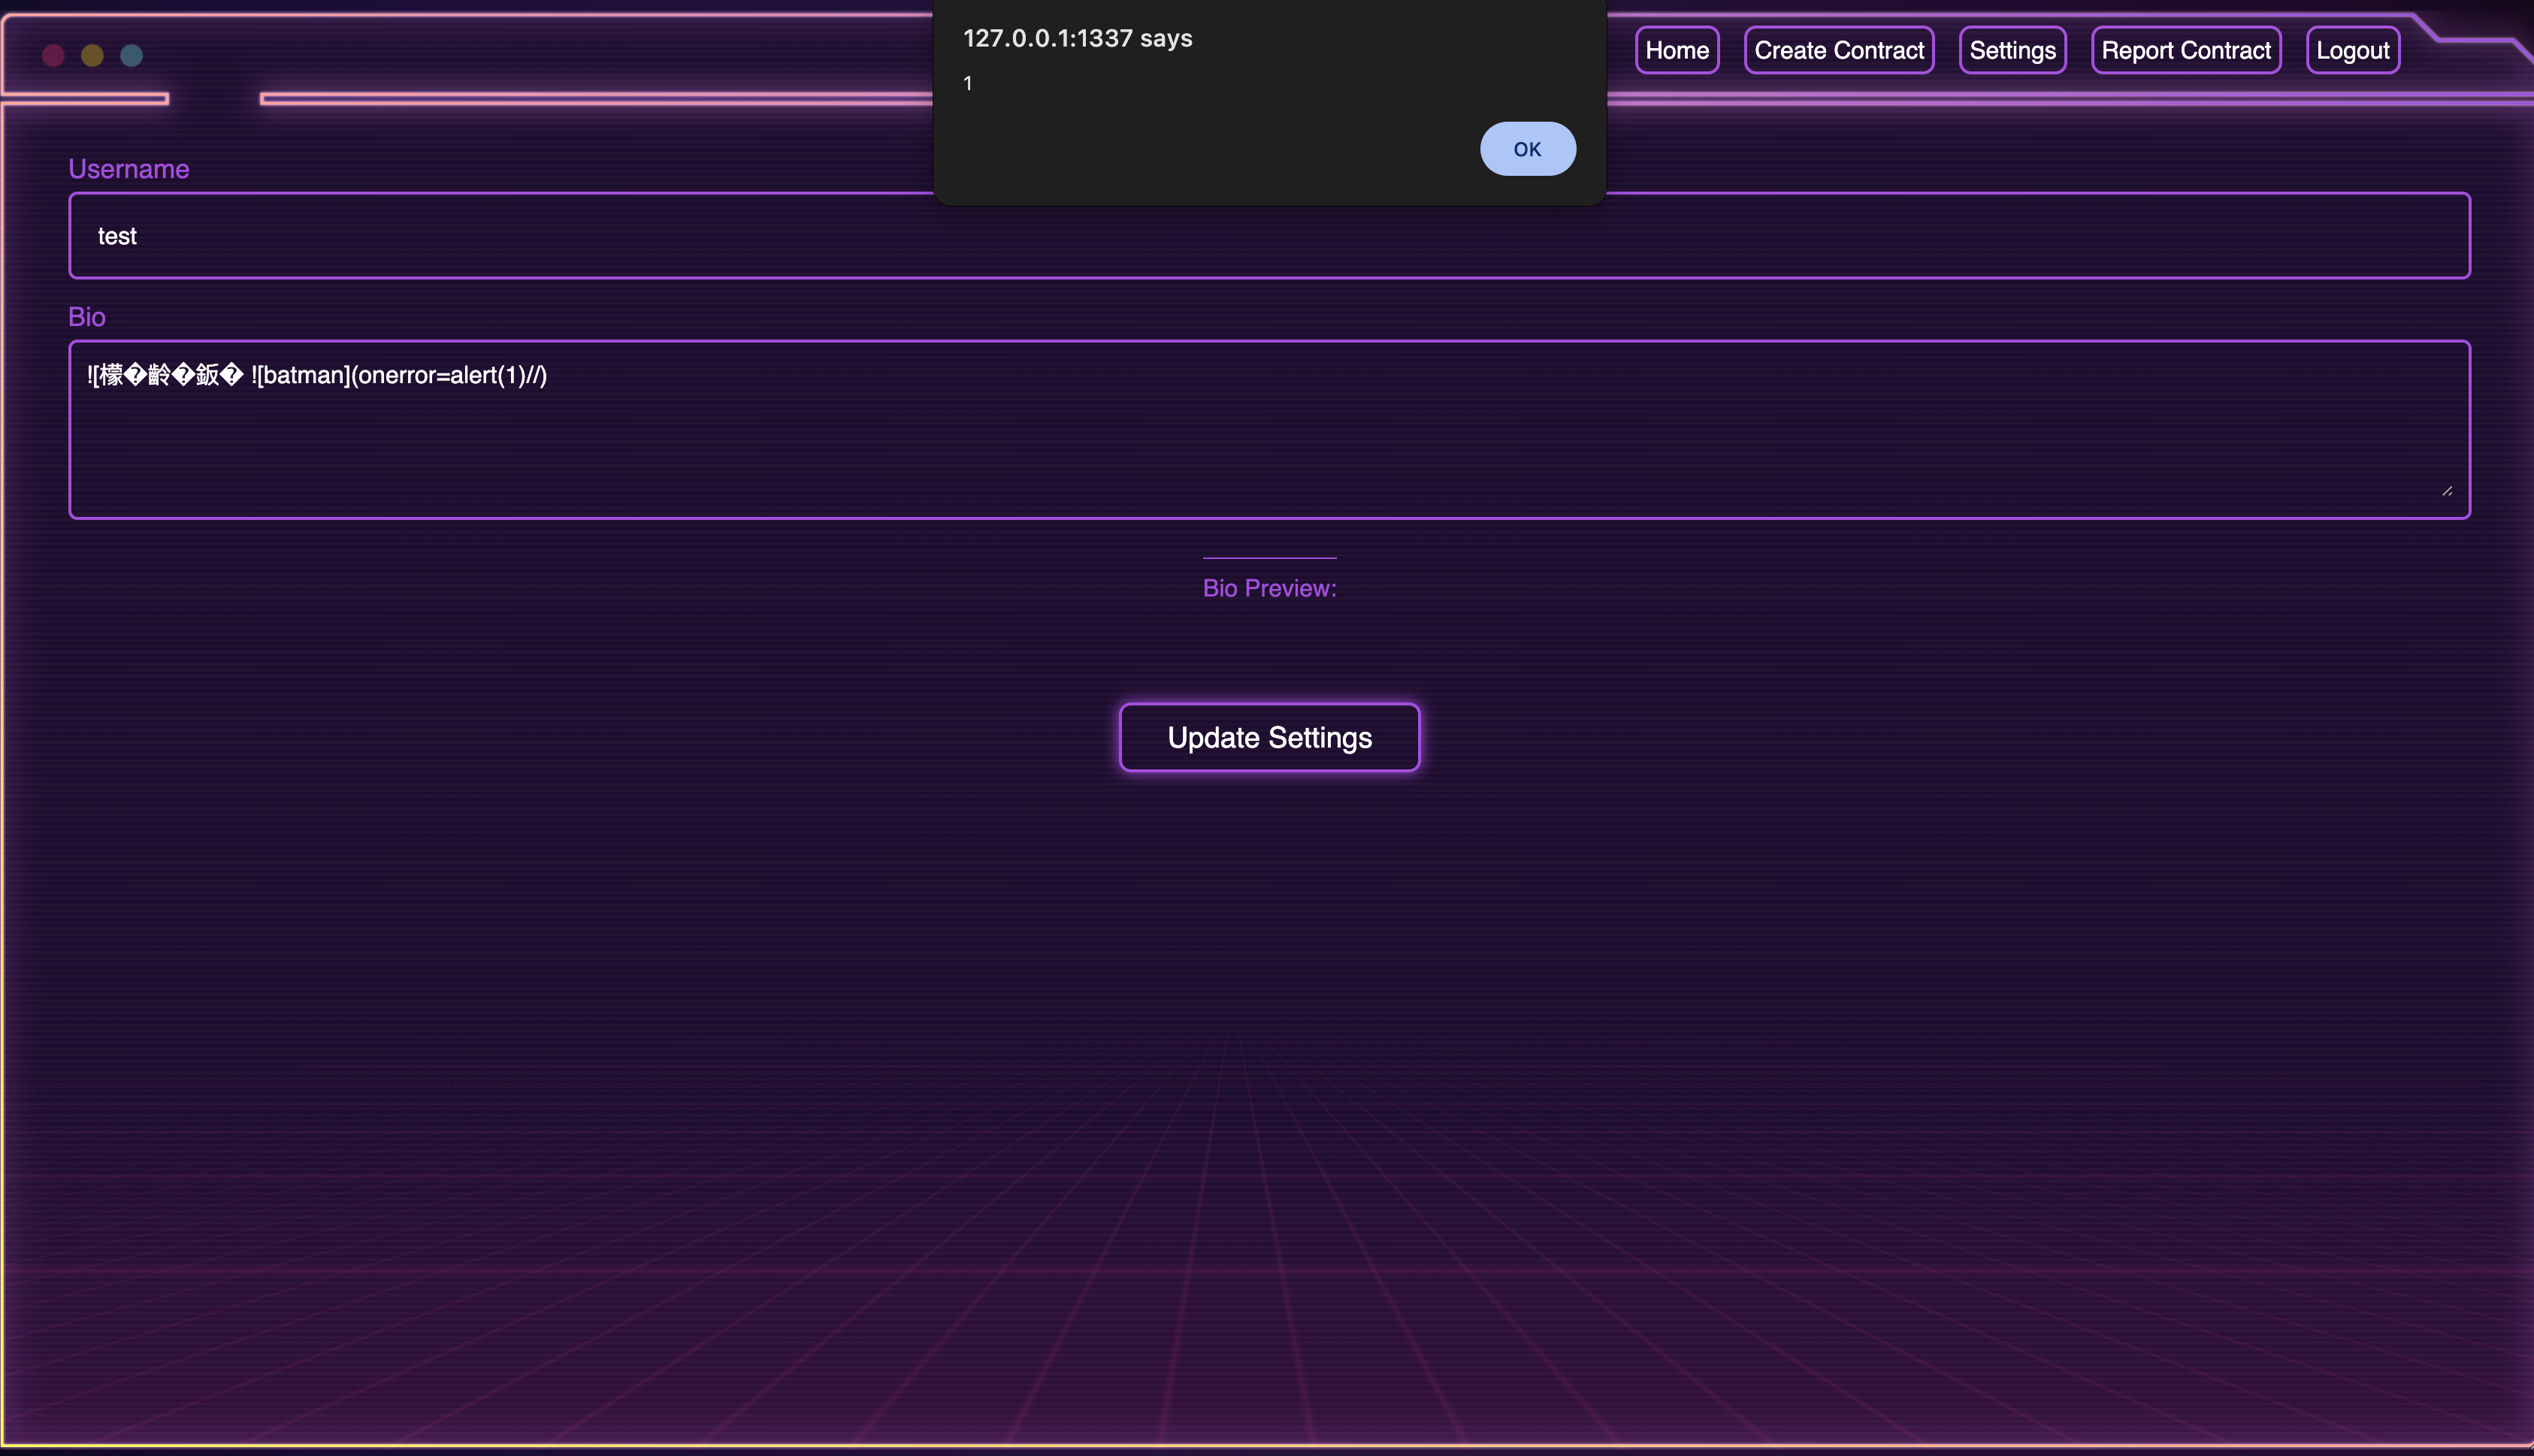 127.0.0.1:1337 says
1
OK
Home Create Contract Settings Report Contract Logout
Username
test
Bio
![檬�齡�鈑� ![batman](onerror=alert(1)//)
Bio Preview:
Update Settings